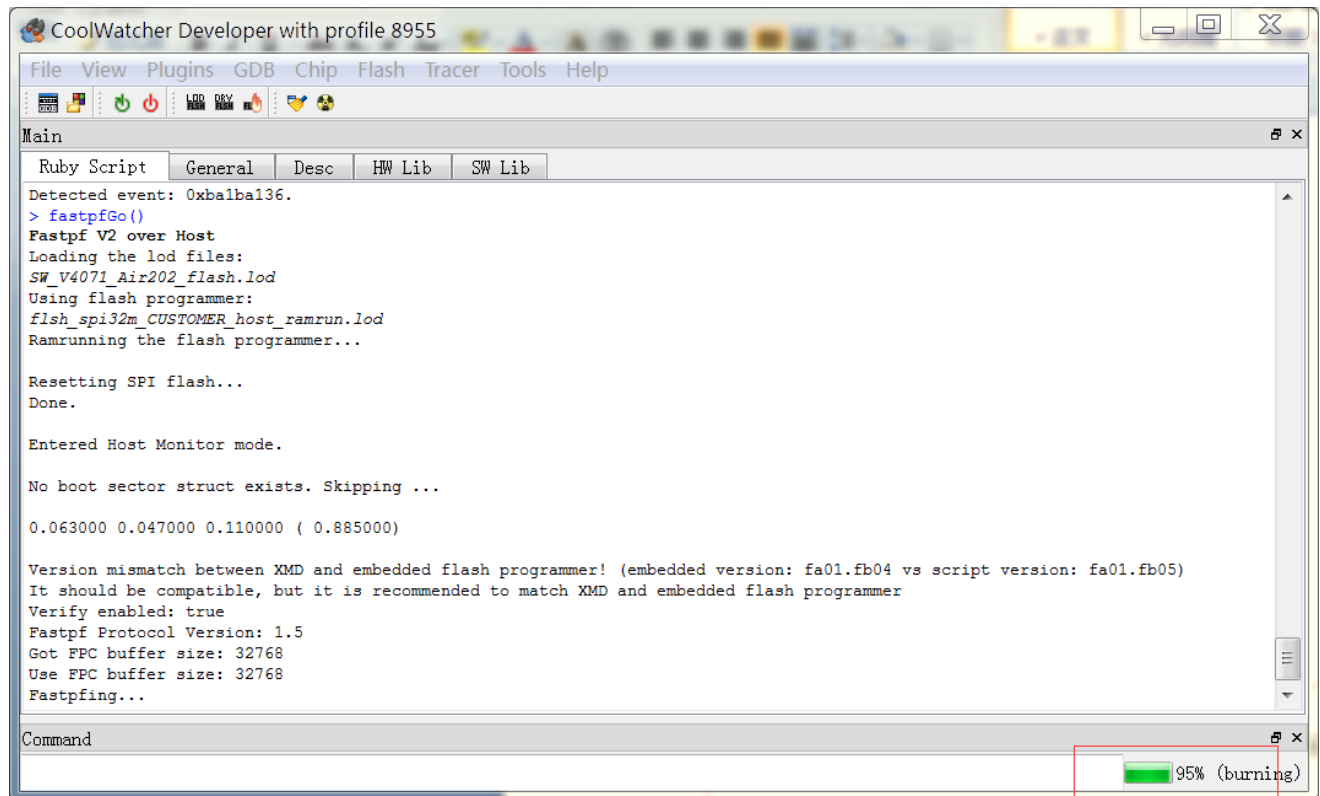 CoolWatcher Developer with profile 8955
File View Plugins GDB Chip Flash Tracer Tools Help
Main
Ruby Script General Desc HW Lib SW Lib
Detected event: 0xba1ba136.
> fastpfGo()
Fastpf V2 over Host
Loading the lod files:
SW_V4071_Air202_flash.lod
Using flash programmer:
flsh_spi32m_CUSTOMER_host_ramrun.lod
Ramrunning the flash programmer...
Resetting SPI flash...
Done.
Entered Host Monitor mode.
No boot sector struct exists. Skipping ...
0.063000 0.047000 0.110000 ( 0.885000)
Version mismatch between XMD and embedded flash programmer! (embedded version: fa01.fb04 vs script version: fa01.fb05)
It should be compatible, but it is recommended to match XMD and embedded flash programmer
Verify enabled: true
Fastpf Protocol Version: 1.5
Got FPC buffer size: 32768
Use FPC buffer size: 32768
Fastpfing...
Command
95% (burning)